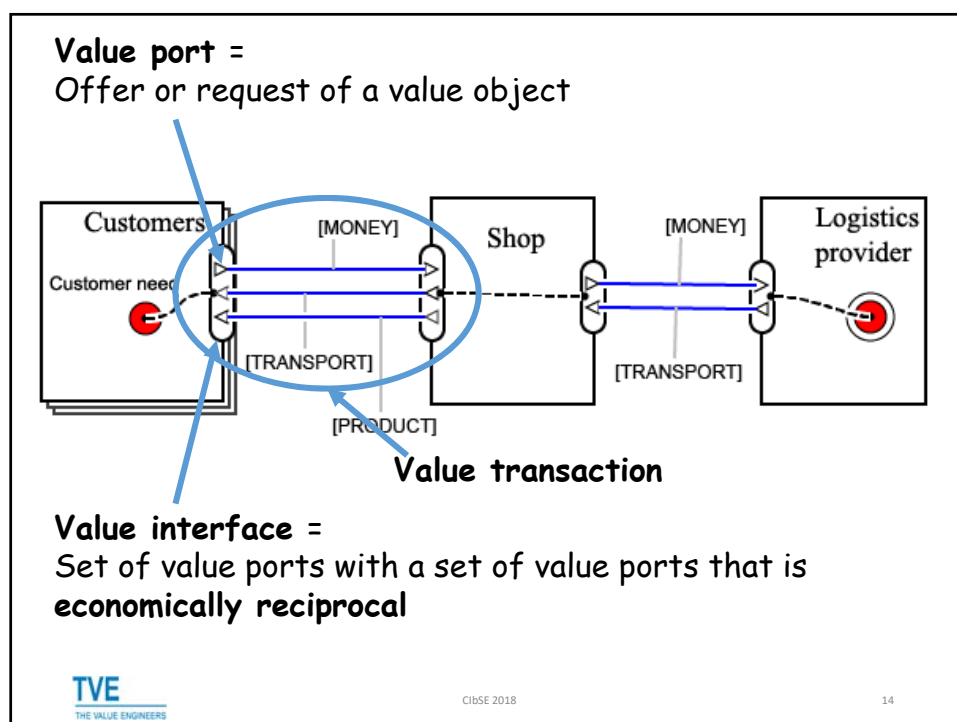 Value port =
Offer or request of a value object
Customers
[MONEY]
Shop
[MONEY]
Logistics
provider
Customer need
[TRANSPORT]
[TRANSPORT]
[PRODUCT]
Value transaction
Value interface =
Set of value ports with a set of value ports that is
economically reciprocal
TVE
THE VALUE ENGINEERS
CIbSE 2018
14